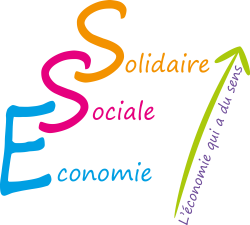 Solidaire
Sociale
Economie
L'économie qui a du sens